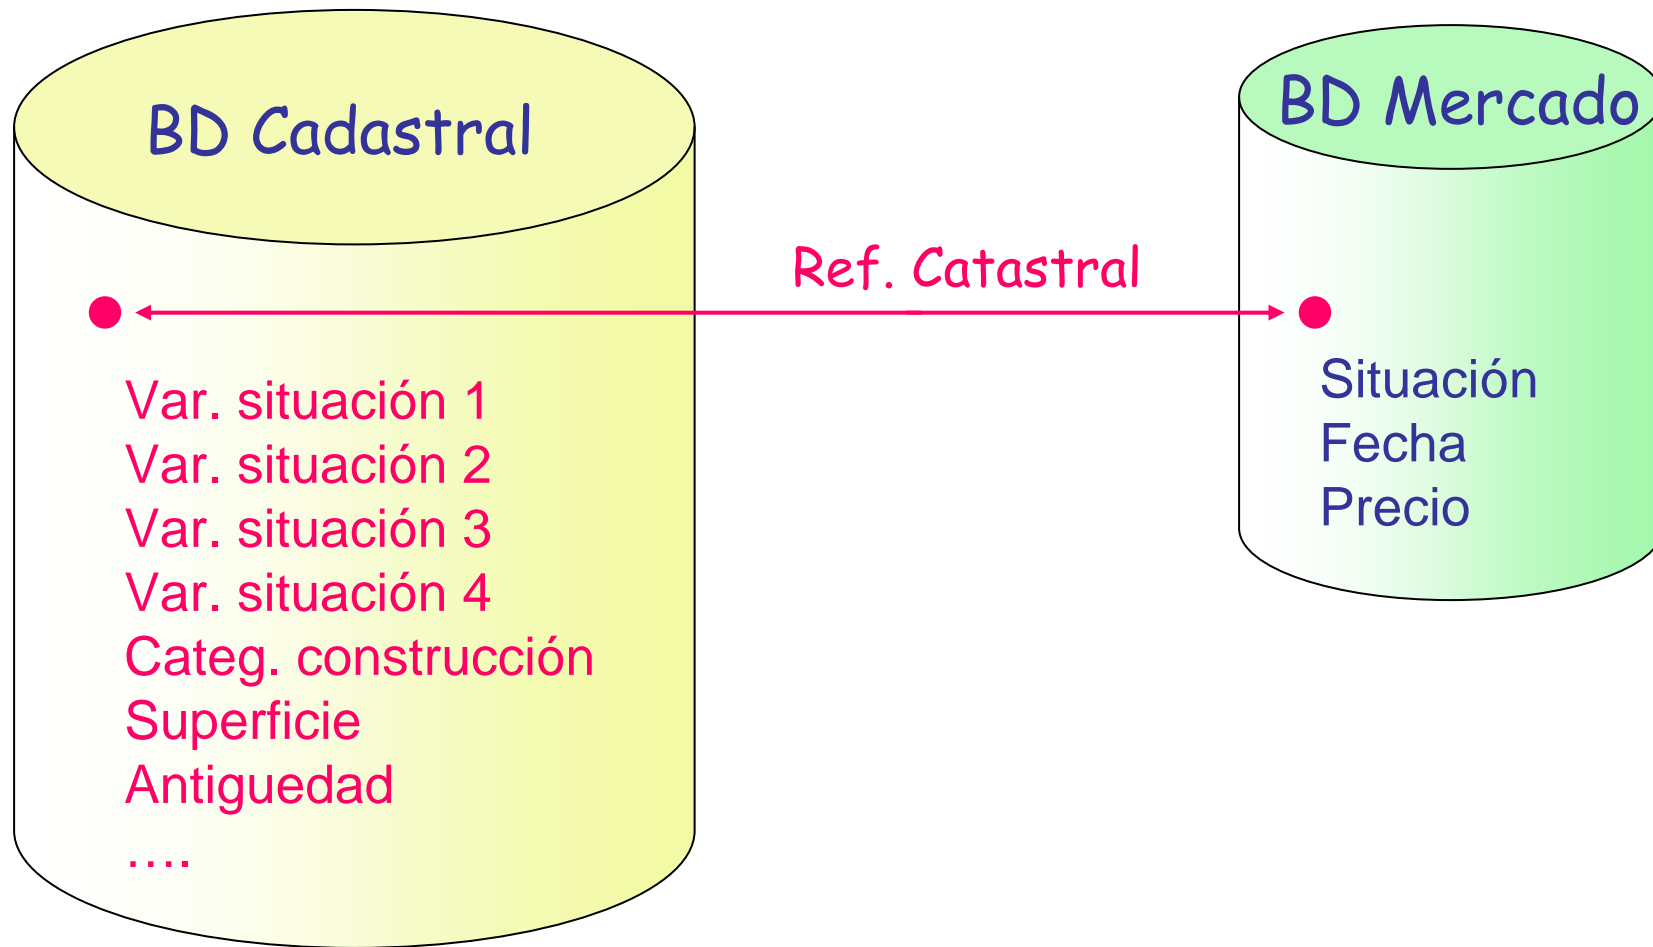 BD Cadastral
BD Mercado
Ref. Catastral
Var. situación 1
Var. situación 2
Var. situación 3
Var. situación 4
Categ. construcción
Superficie
Antiguedad
....
Situación
Fecha
Precio